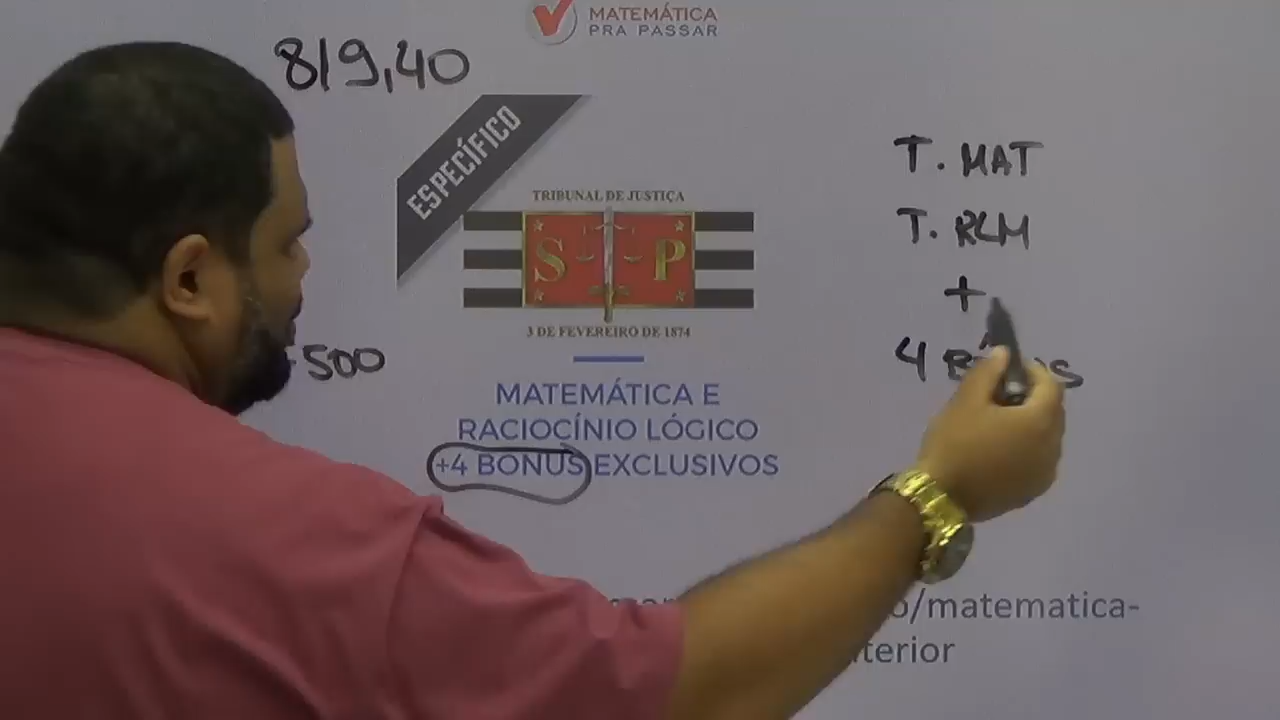 MATEMÁTICA
PRA PASSAR
819,40
ESPECÍFICO
TRIBUNAL DE JUSTIÇA
S P
3 DE FEVEREIRO DE 1874
500
MATEMÁTICA E
RACIOCÍNIO LÓGICO
+4 BONUS EXCLUSIVOS
T. MAT
T. RLM
+
4
o/matematica-
terior